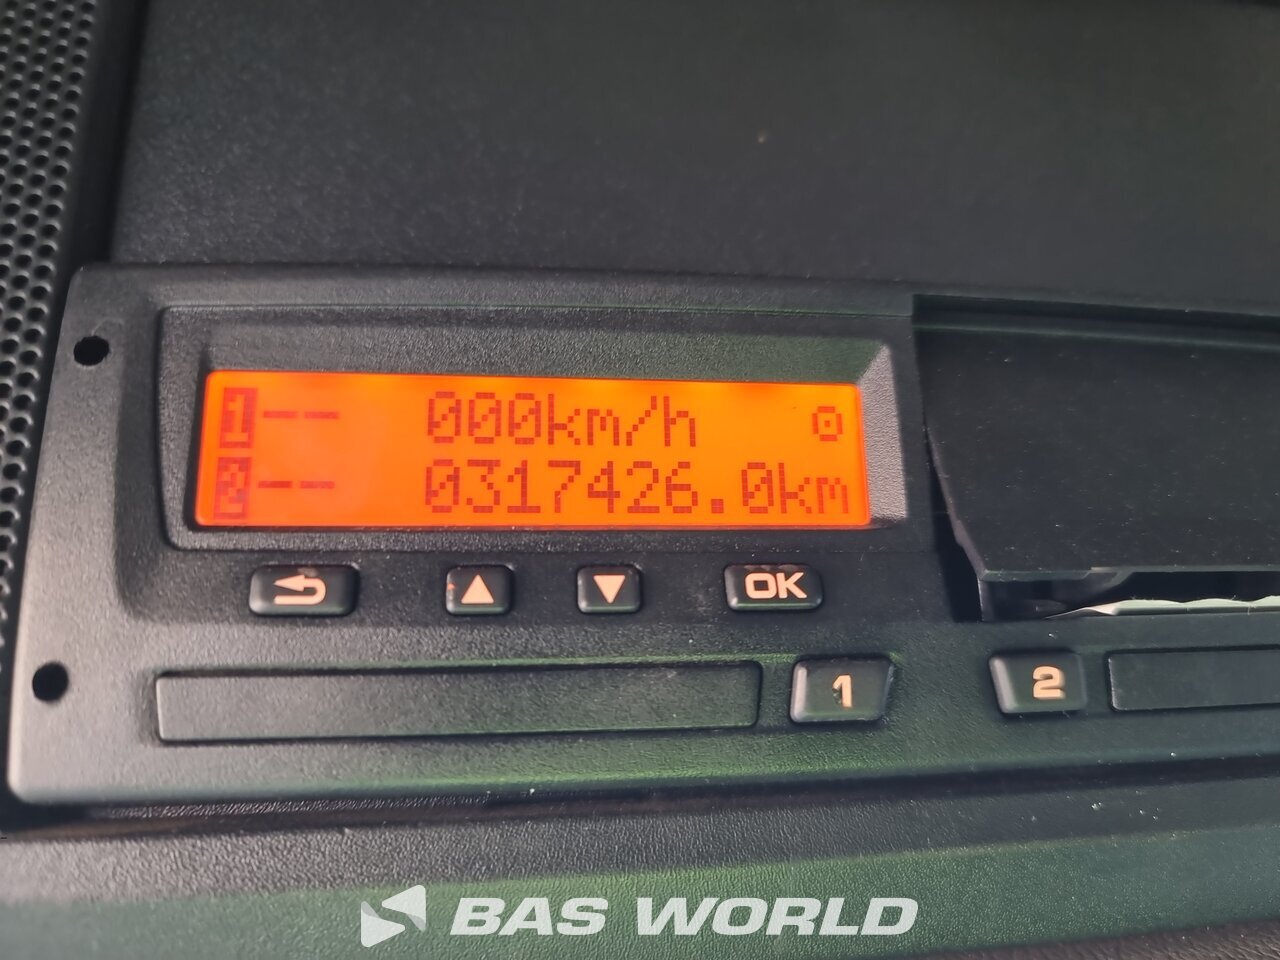 1 -- 000km/h
2 -- 0317426.0km
OK
1 2
BAS WORLD